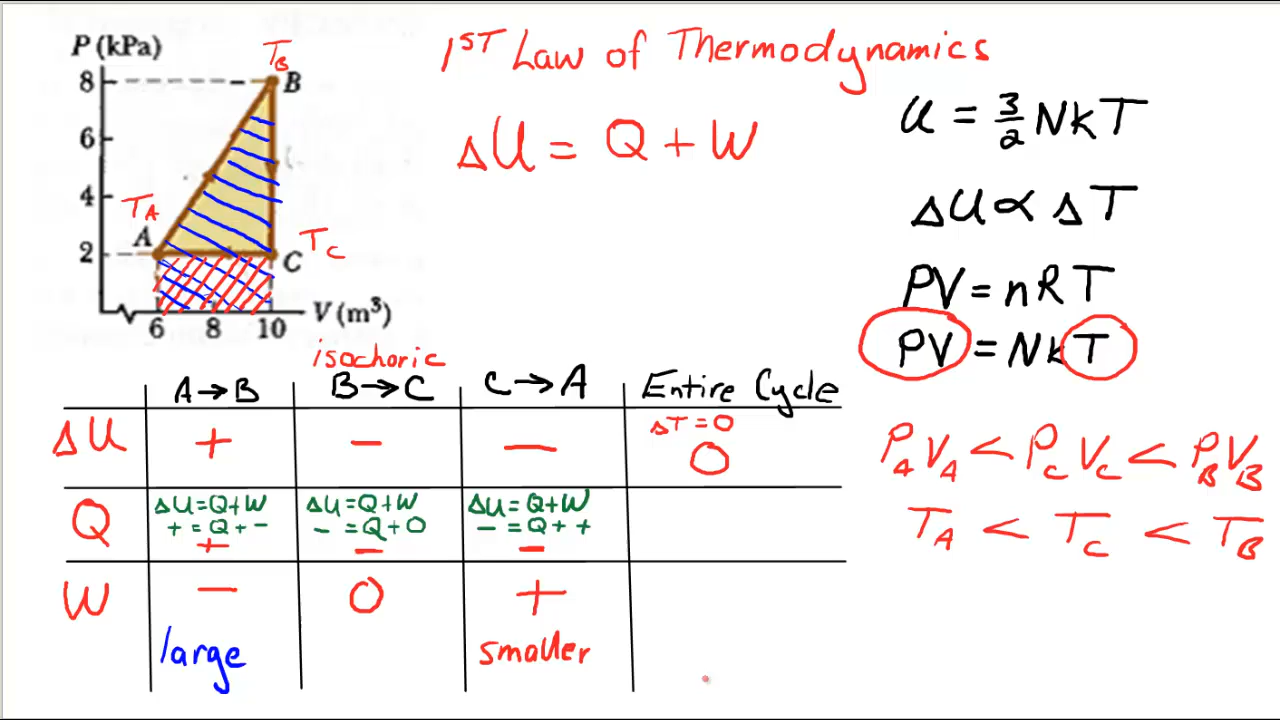 P (kPa)
8
6
4
2
6 8 10 V (m³)
T_B
B
T_A
A
T_C
C
1ST Law of Thermodynamics
ΔU = Q + W
U = 3/2 NkT
ΔU ∝ ΔT
PV = nRT
PV = NkT
P_A V_A < P_C V_C < P_B V_B
T_A < T_C < T_B
isochoric
A→B B→C C→A Entire Cycle
ΔU + − − ΔT = 0
0
Q ΔU=Q+W ΔU=Q+W ΔU=Q+W
+ = Q + − − = Q + 0 − = Q + +
+ − −
W − 0 +
large smaller